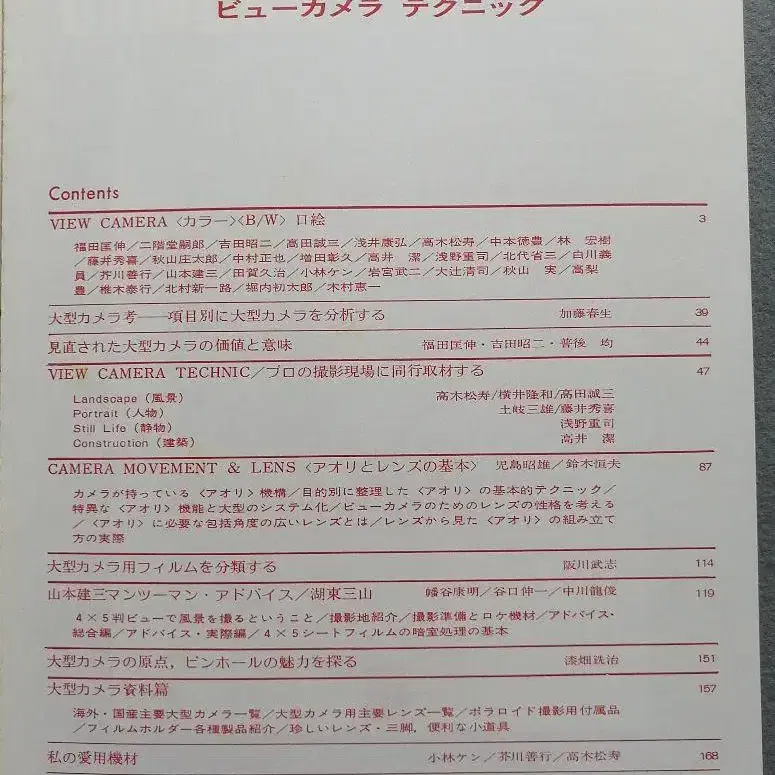 ビューカメラ テクニック
Contents
VIEW CAMERA〈カラー〉〈B/W〉口絵 3
福田匡伸／二階堂嗣郎／吉田昭二／高田誠三／浅井康弘／高木松寿／中本徳豊／林 宏樹
／藤井秀喜／秋山庄太郎／中村正也／増田彰久／高井 潔／浅野重司／北代省三／白川義
員／芥川善行／山本建三／田賀久治／小林ケン／岩宮武二／大辻清司／秋山 実／高梨
豊／椎木泰行／北村新一路／堀内初太郎／木村恵一
大型カメラ考――項目別に大型カメラを分析する 加藤春生 39
見直された大型カメラの価値と意味 福田匡伸・吉田昭二・普後 均 44
VIEW CAMERA TECHNIC／プロの撮影現場に同行取材する 47
Landscape（風景） 高木松寿/横井隆和/高田誠三
Portrait（人物） 土岐三雄/藤井秀喜
Still Life（静物） 浅野重司
Construction（建築） 高井 潔
CAMERA MOVEMENT & LENS〈アオリとレンズの基本〉 児島昭雄／鈴木恒夫 87
カメラが持っている〈アオリ〉機構／目的別に整理した〈アオリ〉の基本的テクニック／
特異な〈アオリ〉機能と大型のシステム化／ビューカメラのためのレンズの性格を考える
／〈アオリ〉に必要な包括角度の広いレンズとは／レンズから見た〈アオリ〉の組み立て
方の実際
大型カメラ用フィルムを分類する 阪川武志 114
山本建三マンツーマン・アドバイス／湖東三山 幡谷康明／谷口伸一／中川龍俊 119
4×5判ビューで風景を撮るということ／撮影地紹介／撮影準備とロケ機材／アドバイス・
総合編／アドバイス・実際編／4×5シートフィルムの暗室処理の基本
大型カメラの原点，ピンホールの魅力を探る 漆畑銑治 151
大型カメラ資料篇 157
海外・国産主要大型カメラ一覧／大型カメラ用主要レンズ一覧／ポラロイド撮影用付属品
／フィルムホルダー各種製品紹介／珍しいレンズ・三脚，便利な小道具
私の愛用機材 小林ケン／芥川善行／高木松寿 168